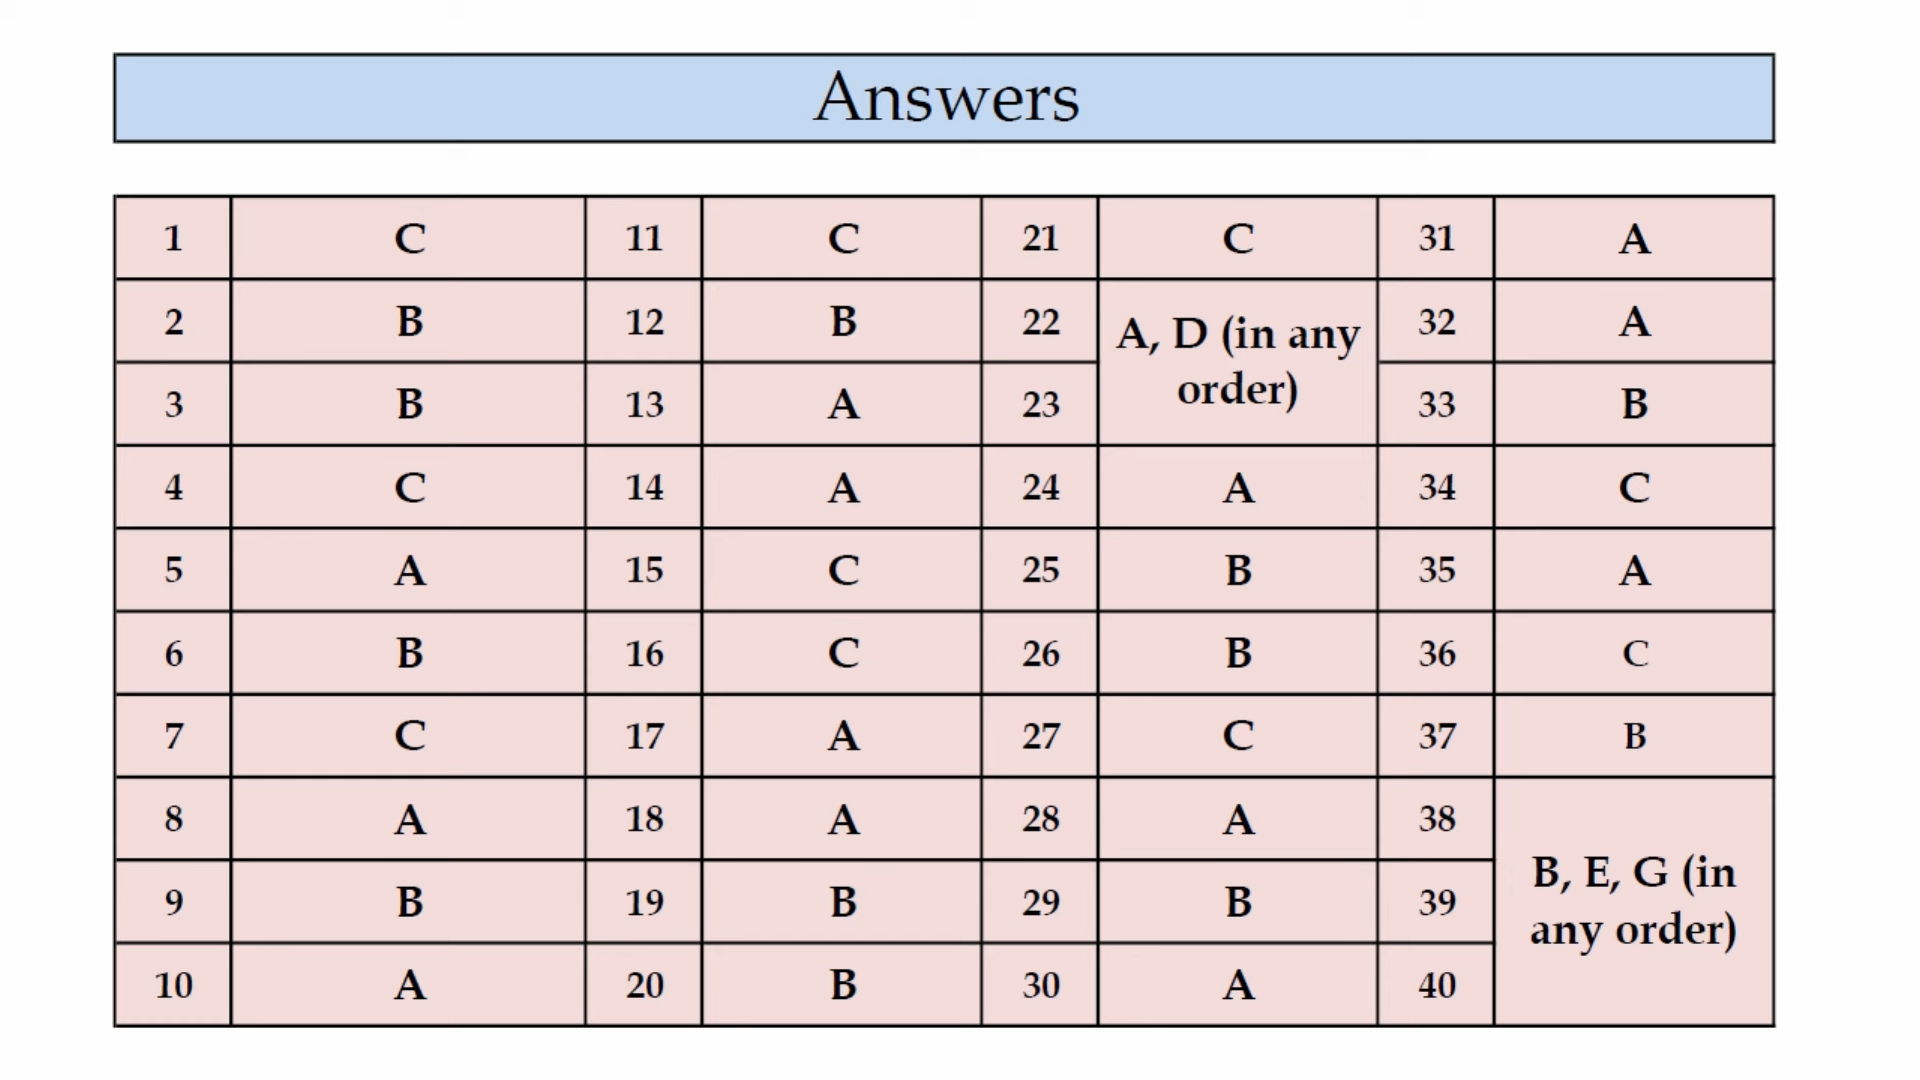 Answers
1 C 11 C 21 C 31 A
2 B 12 B 22 A, D (in any order) 32 A
3 B 13 A 23 33 B
4 C 14 A 24 A 34 C
5 A 15 C 25 B 35 A
6 B 16 C 26 B 36 C
7 C 17 A 27 C 37 B
8 A 18 A 28 A 38 B, E, G (in any order)
9 B 19 B 29 B 39
10 A 20 B 30 A 40